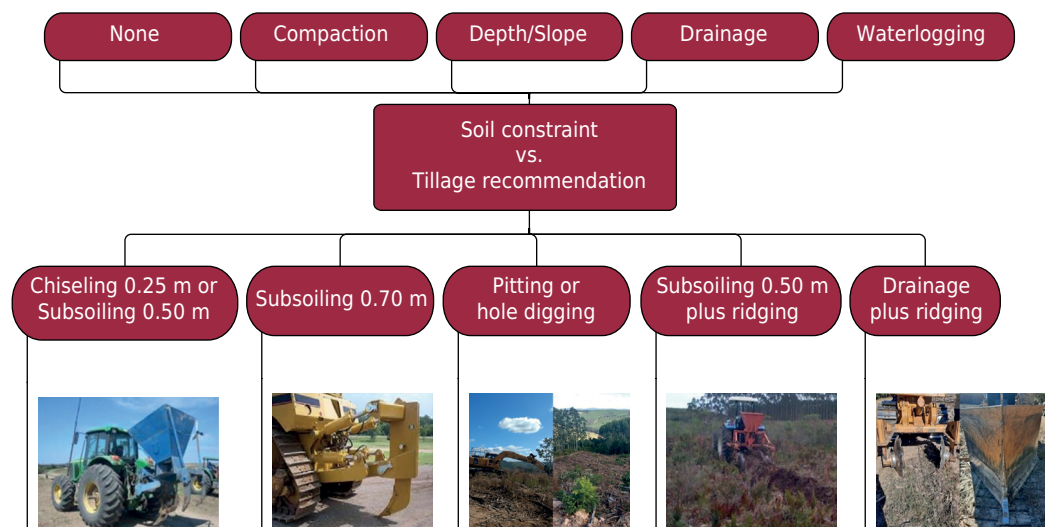 None
Compaction
Depth/Slope
Drainage
Waterlogging
Soil constraint
vs.
Tillage recommendation
Chiseling 0.25 m or
Subsoiling 0.50 m
Subsoiling 0.70 m
Pitting or
hole digging
Subsoiling 0.50 m
plus ridging
Drainage
plus ridging